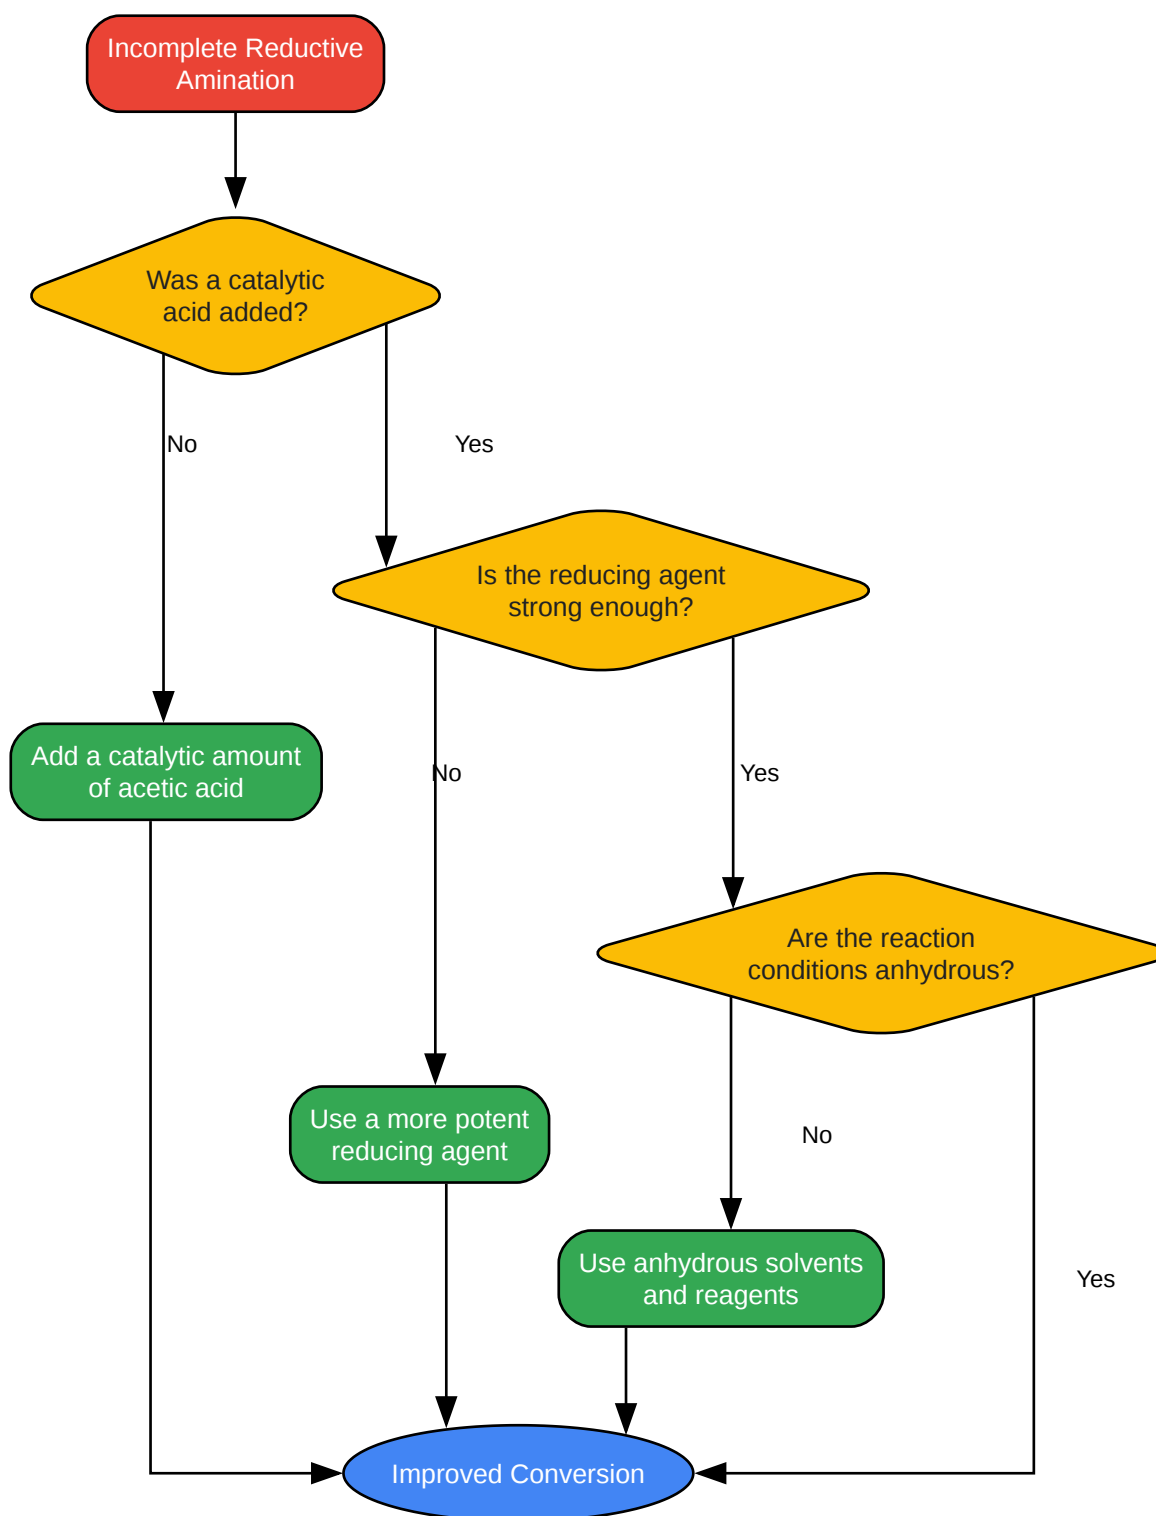 Incomplete Reductive
Amination
Was a catalytic
acid added?
No
Yes
Is the reducing agent
strong enough?
Add a catalytic amount
of acetic acid
No
Yes
Are the reaction
conditions anhydrous?
Use a more potent
reducing agent
No
Use anhydrous solvents
and reagents
Yes
Improved Conversion